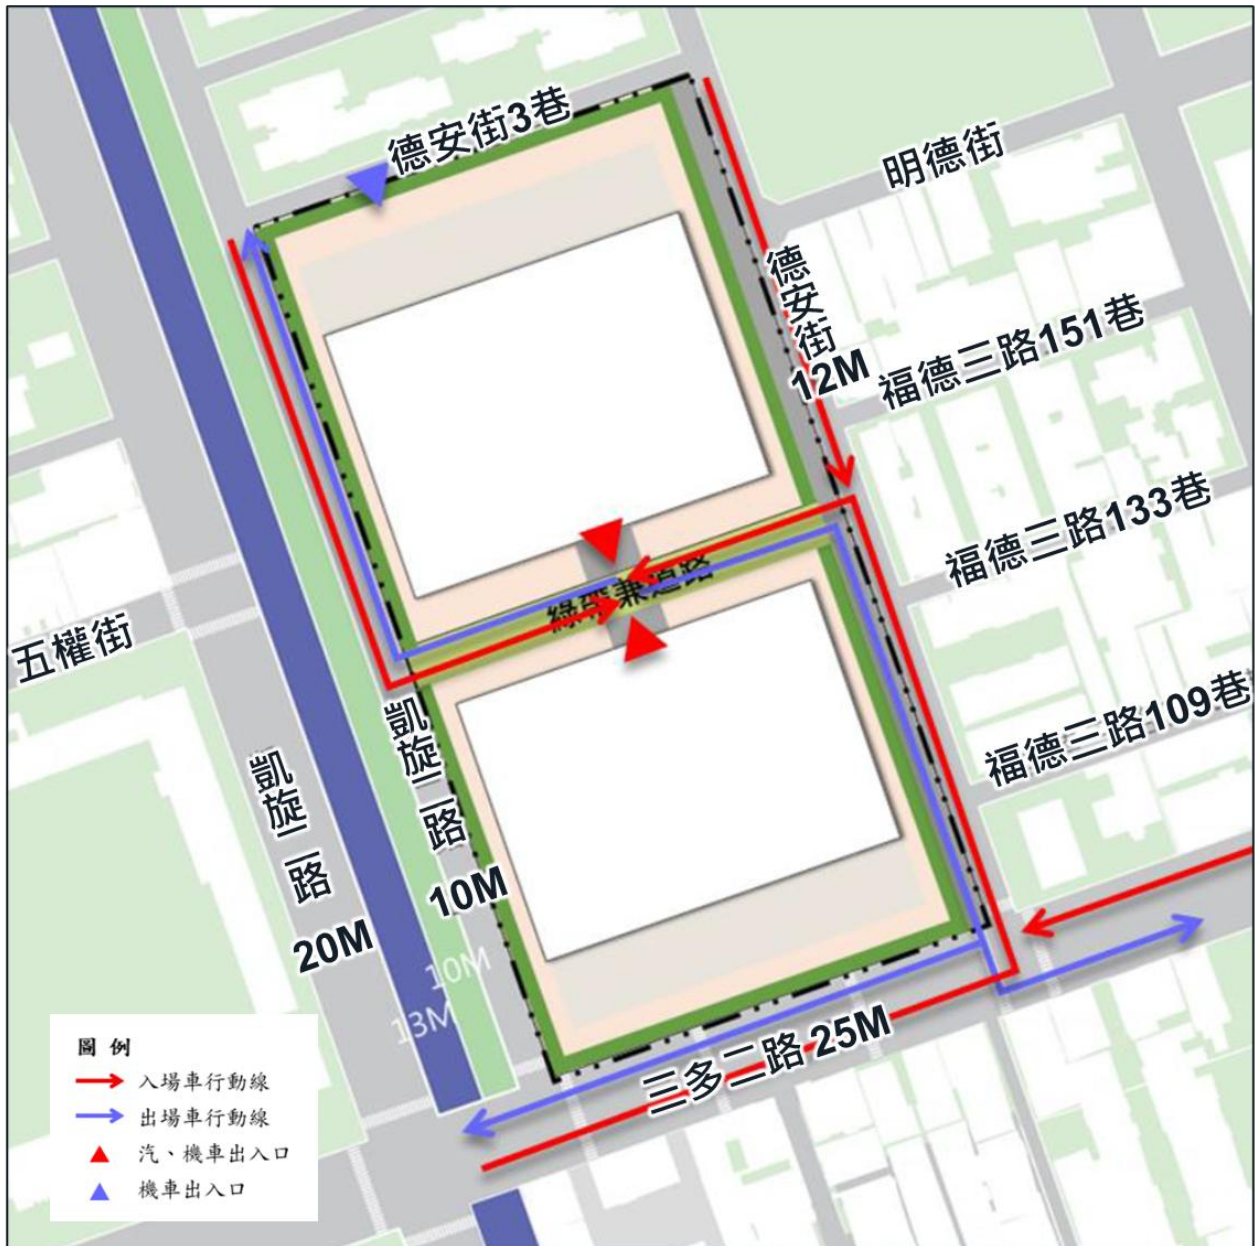 德安街3巷
明德街
德安街
12M
福德三路151巷
福德三路133巷
綠帶兼道路
五權街
福德三路109巷
凱旋二路
10M
凱旋二路
20M
10M
13M
三多二路 25M
圖 例
入場車行動線
出場車行動線
汽、機車出入口
機車出入口